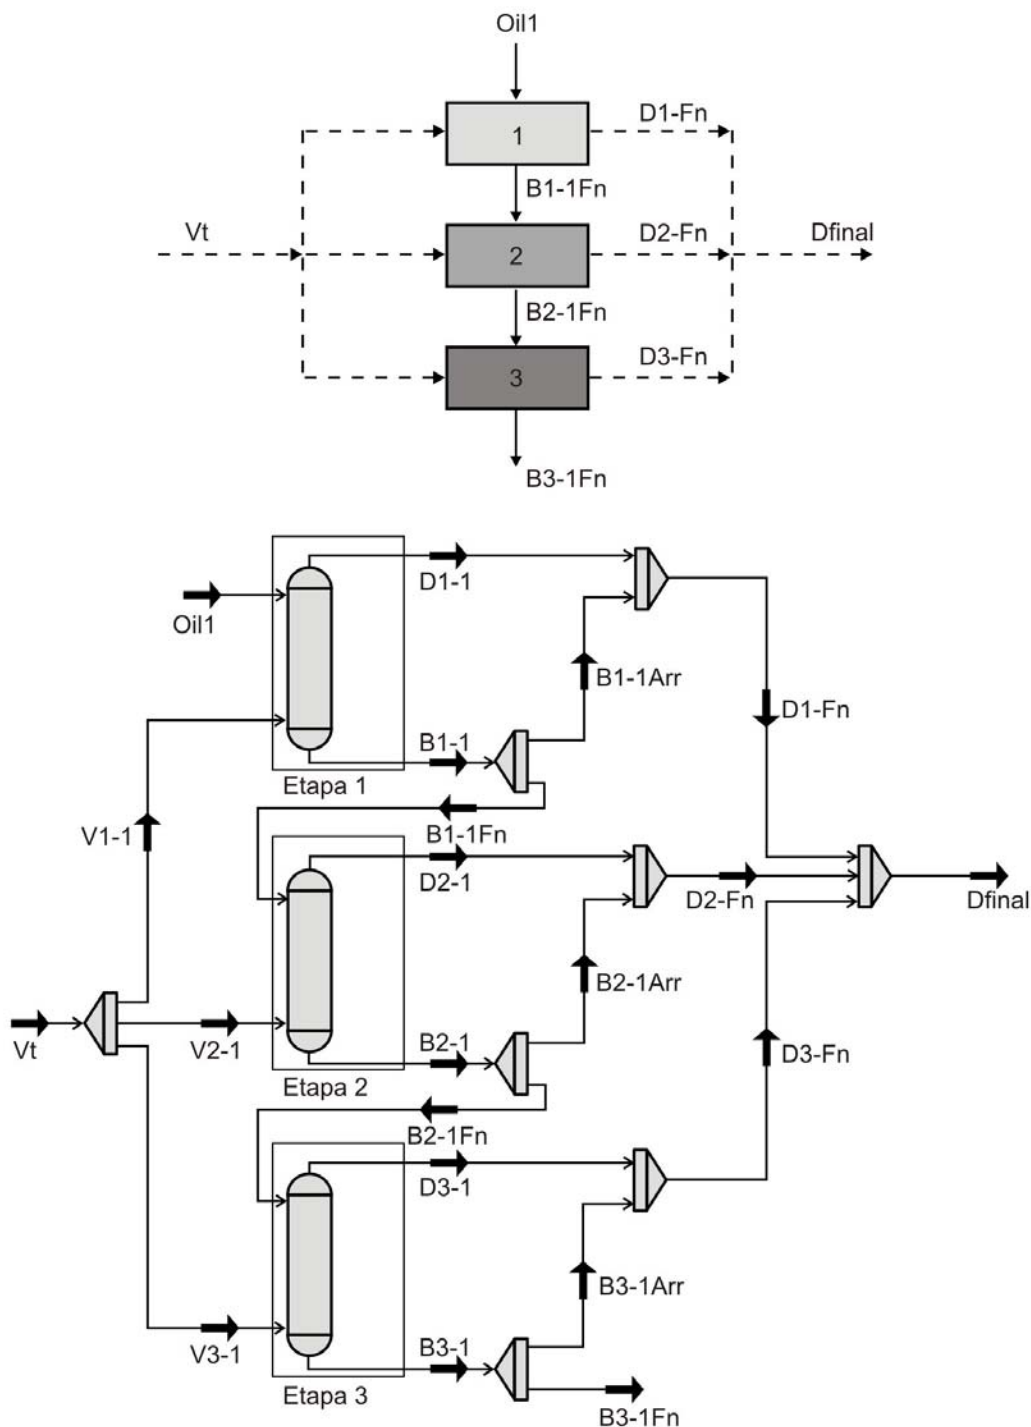 Oil1
1
D1-Fn
B1-1Fn
Vt
2
D2-Fn
Dfinal
B2-1Fn
3
D3-Fn
B3-1Fn
D1-1
Oil1
B1-1Arr
D1-Fn
B1-1
Etapa 1
V1-1
B1-1Fn
D2-1
D2-Fn
Dfinal
B2-1Arr
Vt
V2-1
B2-1
D3-Fn
Etapa 2
B2-1Fn
D3-1
B3-1Arr
V3-1
B3-1
Etapa 3
B3-1Fn